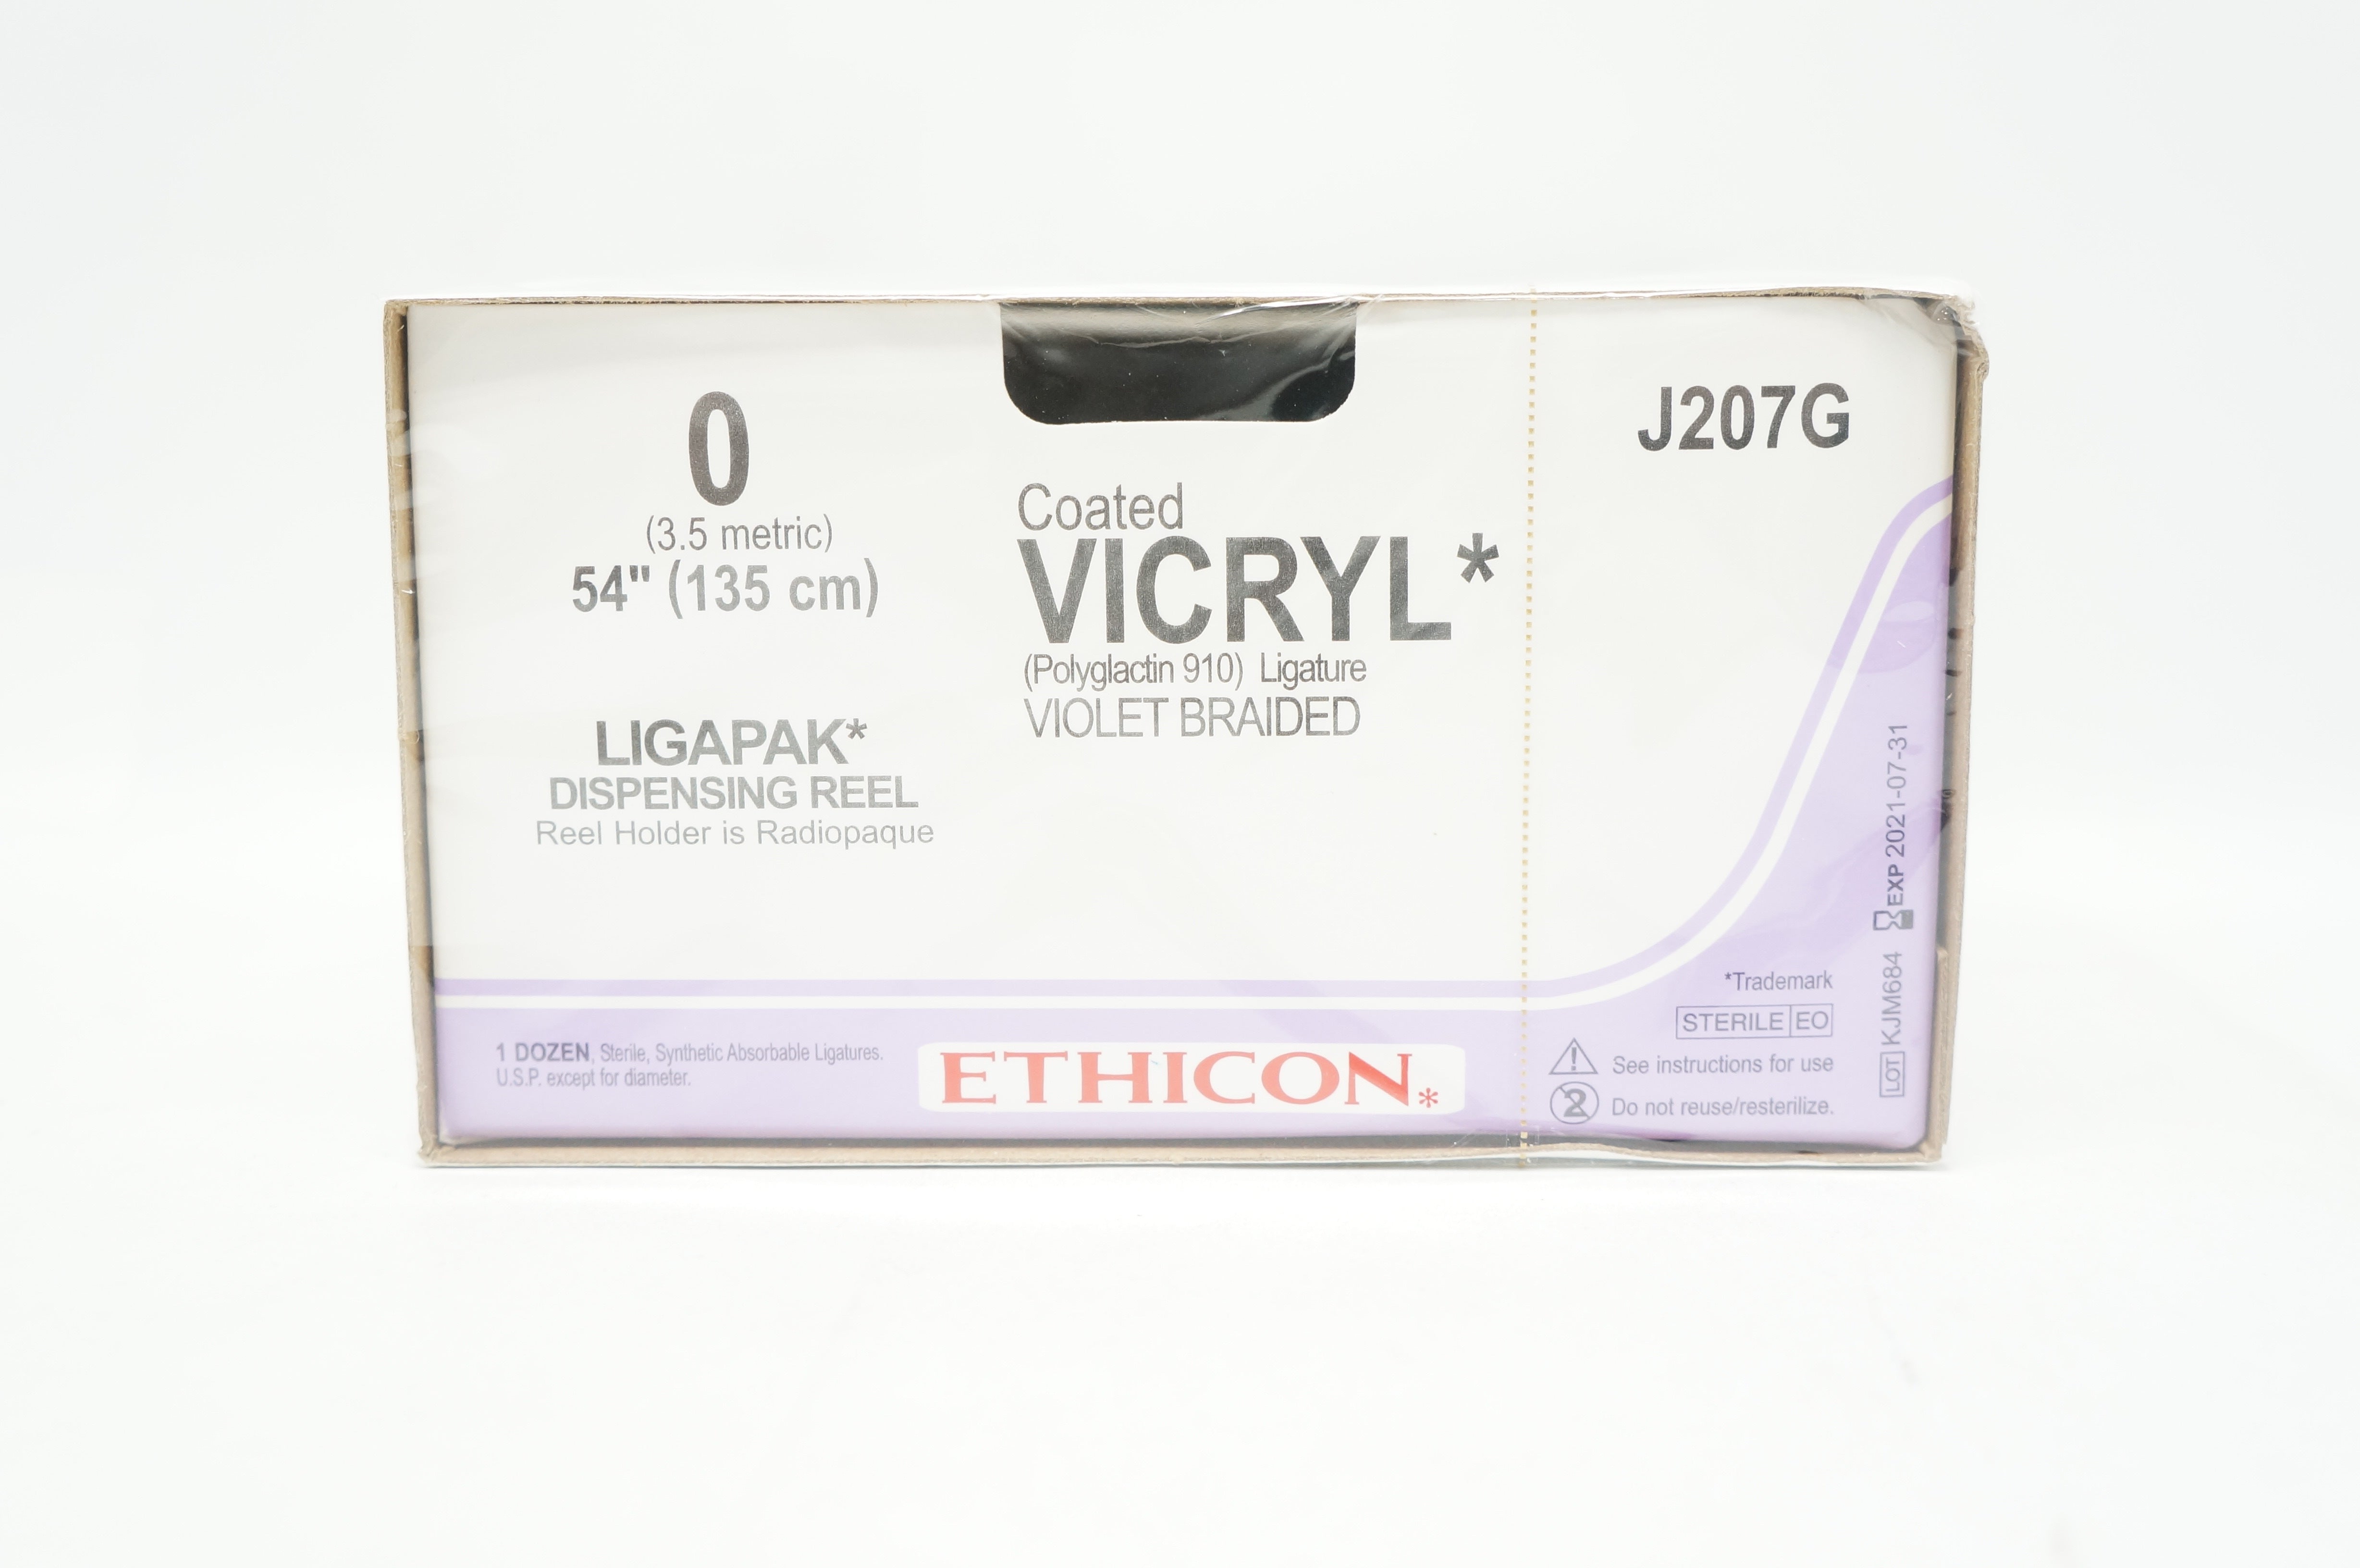 0
(3.5 metric)
54" (135 cm)
LIGAPAK*
DISPENSING REEL
Reel Holder is Radiopaque
Coated
VICRYL*
(Polyglactin 910) Ligature
VIOLET BRAIDED
J207G
1 DOZEN, Sterile, Synthetic Absorbable Ligatures.
U.S.P. except for diameter.
ETHICON*
*Trademark
STERILE EO
See instructions for use
2 Do not reuse/resterilize.
LOT KJM684
EXP 2021-07-31